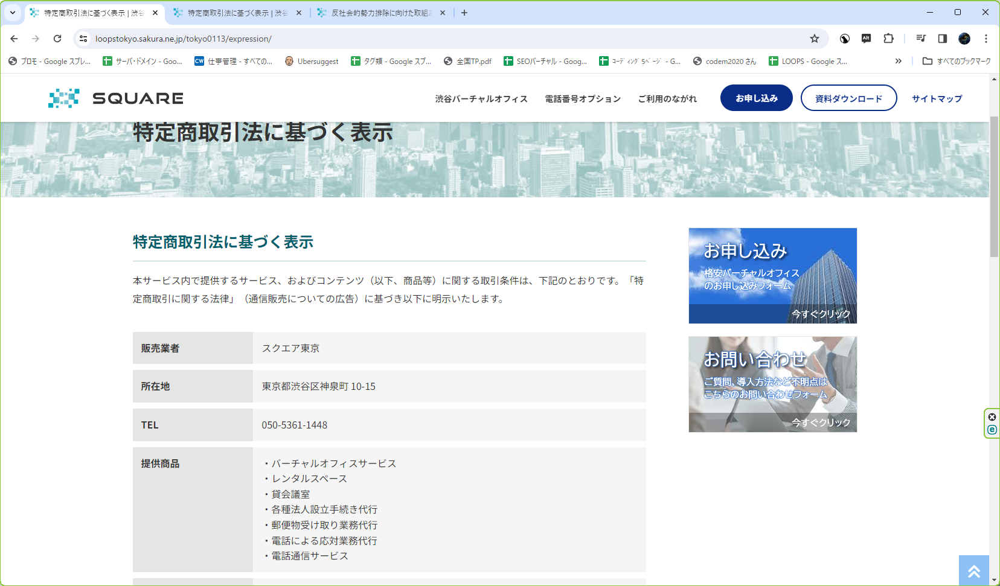 特定商取引法に基づく表示 | 渋谷
特定商取引法に基づく表示 | 渋谷
反社会的勢力排除に向けた取組み
loopstokyo.sakura.ne.jp/tokyo0113/expression/
プロモ - Google スプレ...
サーバ・ドメイン - Goo...
CW 仕事管理 - すべての...
Ubersuggest
タグ類 - Google スプ...
全国TP.pdf
SEOバーチャル - Goog...
ｺｰﾃﾞｨﾝｸﾞ 5ﾍﾟｰｼﾞ - G...
codem2020 さん
LOOPS - Google ス...
すべてのブックマーク
SQUARE
渋谷バーチャルオフィス
電話番号オプション
ご利用のながれ
お申し込み
資料ダウンロード
サイトマップ
特定商取引法に基づく表示
特定商取引法に基づく表示
本サービス内で提供するサービス、およびコンテンツ（以下、商品等）に関する取引条件は、下記のとおりです。「特
定商取引に関する法律」（通信販売についての広告）に基づき以下に明示いたします。
販売業者 スクエア東京
所在地 東京都渋谷区神泉町 10-15
TEL 050-5361-1448
提供商品 ・バーチャルオフィスサービス
・レンタルスペース
・貸会議室
・各種法人設立手続き代行
・郵便物受け取り業務代行
・電話による応対業務代行
・電話通信サービス
お申し込み
格安バーチャルオフィス
のお申し込みフォーム
今すぐクリック
お問い合わせ
ご質問、導入方法など不明点は
こちらのお問い合わせフォーム
今すぐクリック